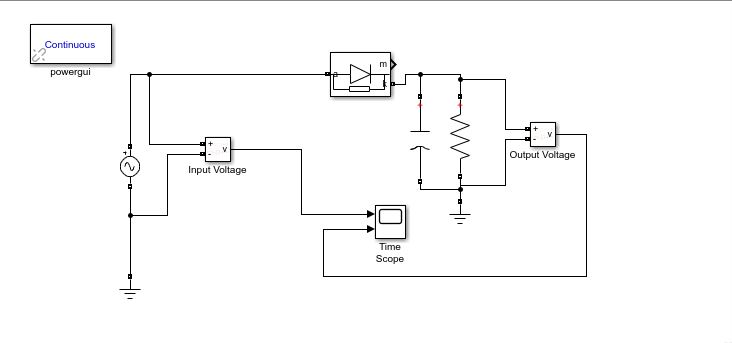 Continuous
powergui
m
a
k
+
+
v
-
Output Voltage
+
+
v
-
Input Voltage
Time
Scope